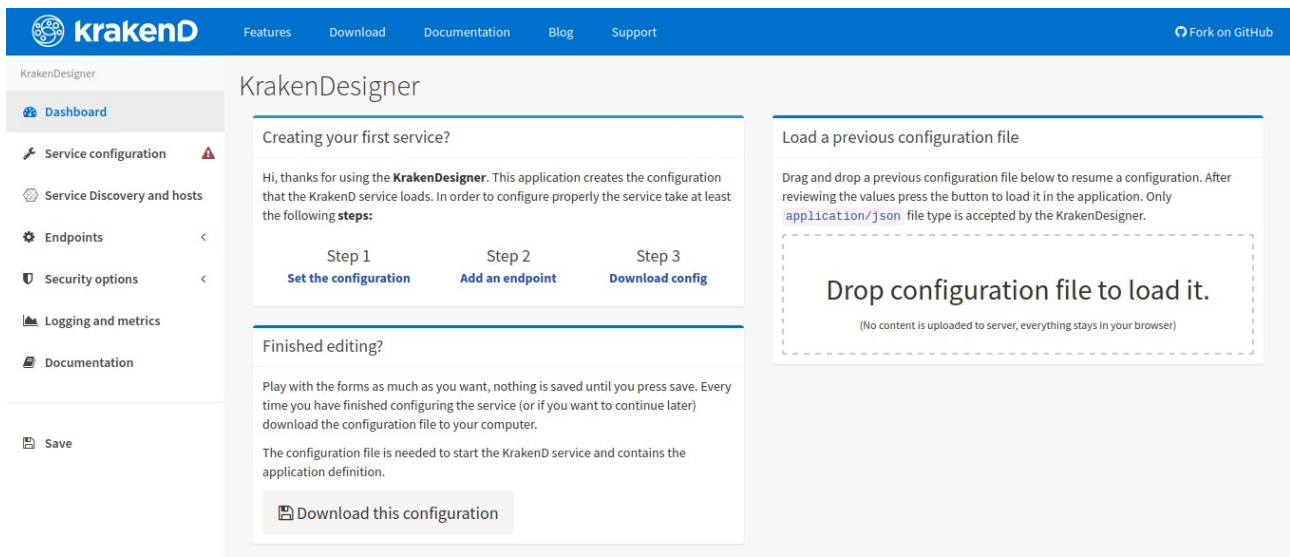 krakenD
Features Download Documentation Blog Support
Fork on GitHub
KrakenDesigner
Dashboard
Service configuration
Service Discovery and hosts
Endpoints
Security options
Logging and metrics
Documentation
Save
KrakenDesigner
Creating your first service?
Hi, thanks for using the KrakenDesigner. This application creates the configuration
that the KrakenD service loads. In order to configure properly the service take at least
the following steps:
Step 1 Step 2 Step 3
Set the configuration Add an endpoint Download config
Finished editing?
Play with the forms as much as you want, nothing is saved until you press save. Every
time you have finished configuring the service (or if you want to continue later)
download the configuration file to your computer.
The configuration file is needed to start the KrakenD service and contains the
application definition.
Download this configuration
Load a previous configuration file
Drag and drop a previous configuration file below to resume a configuration. After
reviewing the values press the button to load it in the application. Only
application/json file type is accepted by the KrakenDesigner.
Drop configuration file to load it.
(No content is uploaded to server, everything stays in your browser)